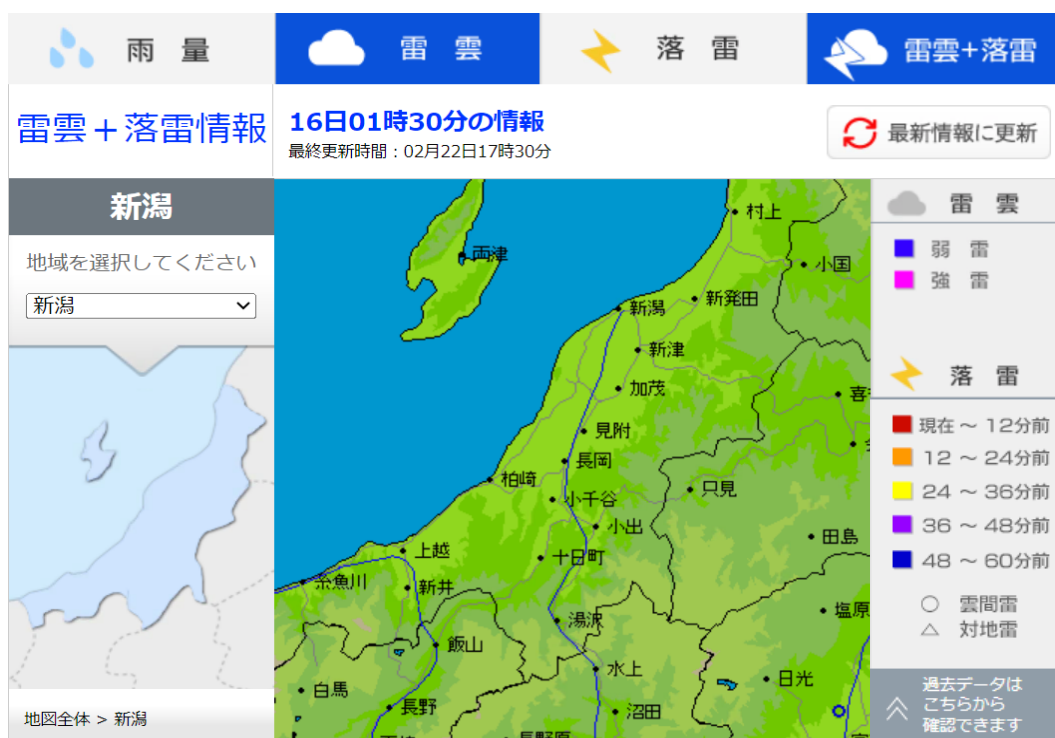 雨 量
雷 雲
落 雷
雷雲+落雷
雷雲+落雷情報
16日01時30分の情報
最終更新時間：02月22日17時30分
最新情報に更新
新潟
地域を選択してください
新潟
地図全体 > 新潟
村上
両津
小国
新潟
新発田
新津
加茂
喜
見附
長岡
柏崎
小千谷
只見
小出
田島
上越
十日町
糸魚川
新井
湯沢
塩原
飯山
水上
白馬
日光
長野
沼田
長野原
雷 雲
弱 雷
強 雷
落 雷
現在 ～ 12分前
12 ～ 24分前
24 ～ 36分前
36 ～ 48分前
48 ～ 60分前
雲間雷
対地雷
過去データは
こちらから
確認できます